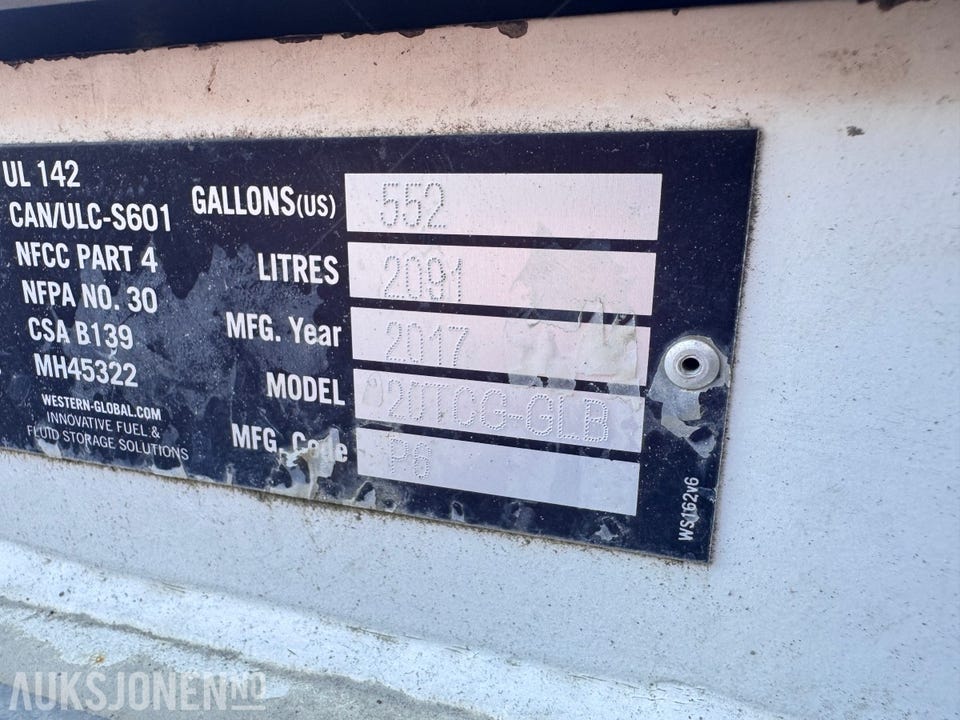 UL 142
CAN/ULC-S601
NFCC PART 4
NFPA NO. 30
CSA B139
MH45322
WESTERN-GLOBAL.COM
INNOVATIVE FUEL &
FLUID STORAGE SOLUTIONS
GALLONS(US) 552
LITRES 2091
MFG. Year 2017
MODEL 20TCG-GLB
MFG. Code P6
WS162v6
AUKSJONEN.NO